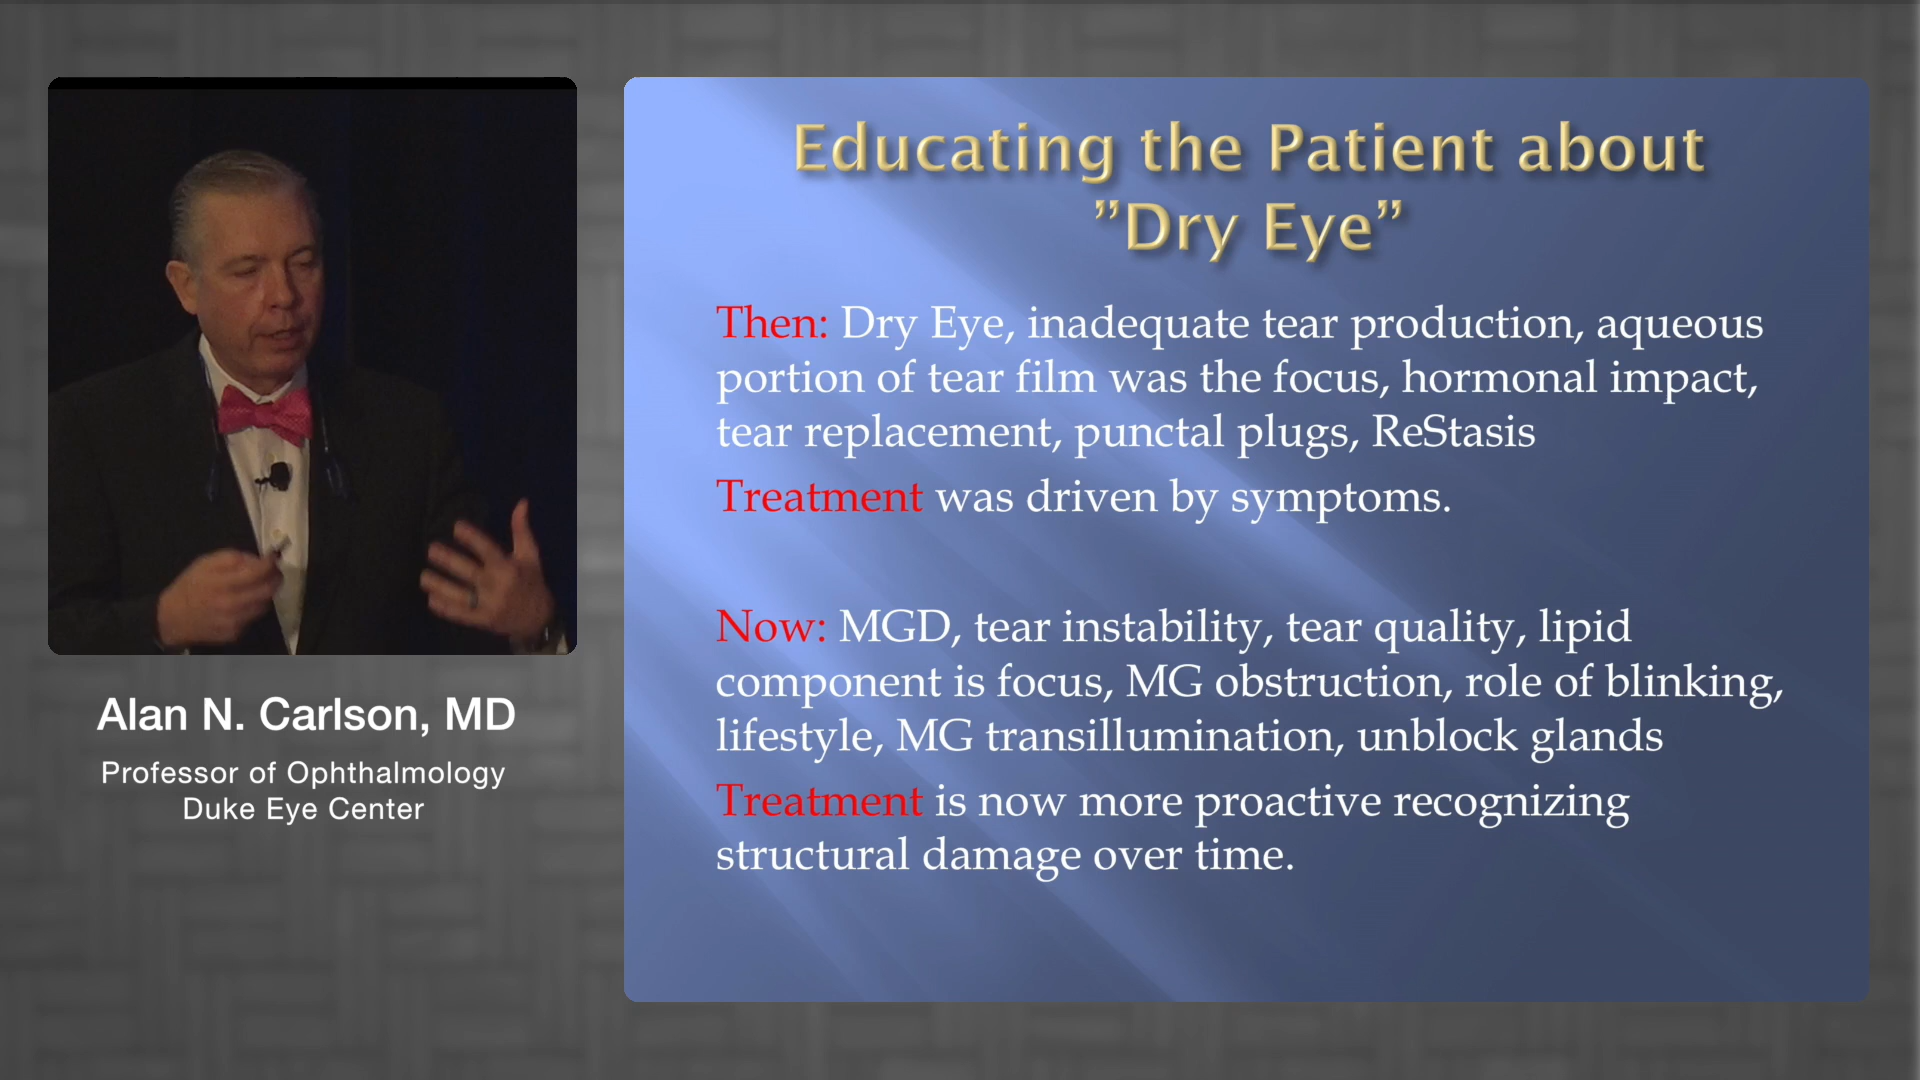 Educating the Patient about
”Dry Eye”
Then: Dry Eye, inadequate tear production, aqueous
portion of tear film was the focus, hormonal impact,
tear replacement, punctal plugs, ReStasis
Treatment was driven by symptoms.
Now: MGD, tear instability, tear quality, lipid
component is focus, MG obstruction, role of blinking,
lifestyle, MG transillumination, unblock glands
Treatment is now more proactive recognizing
structural damage over time.
Alan N. Carlson, MD
Professor of Ophthalmology
Duke Eye Center